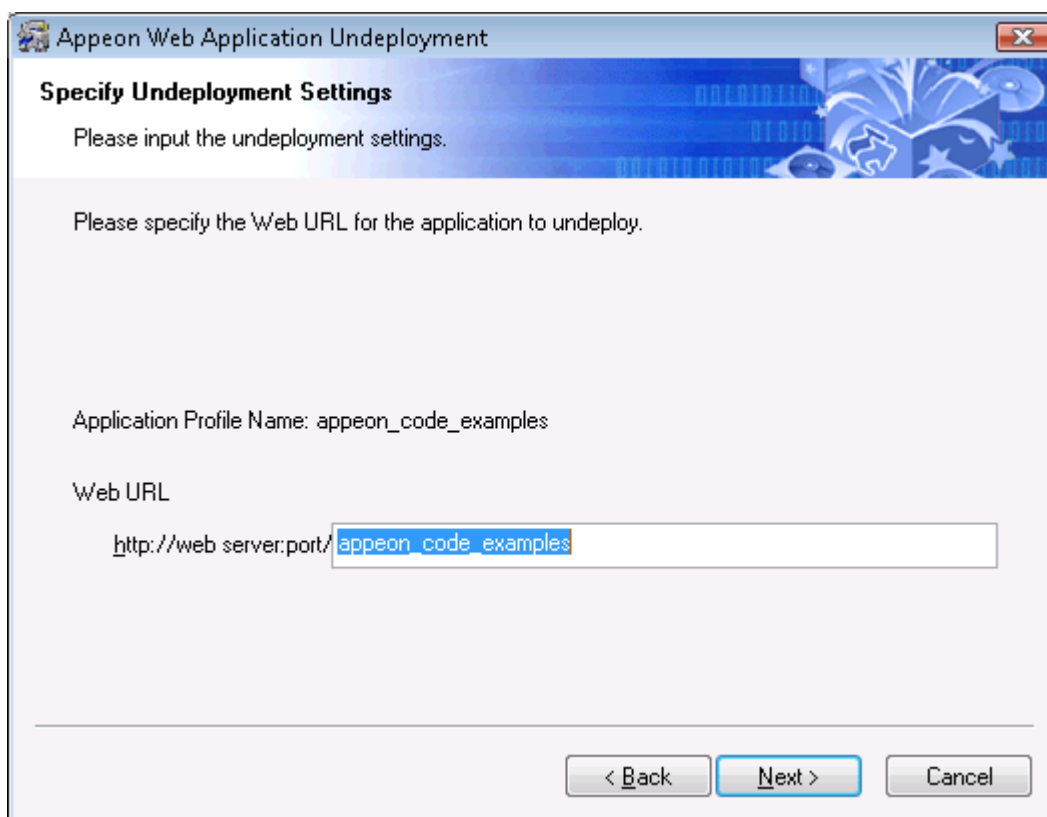 Appeon Web Application Undeployment
Specify Undeployment Settings
Please input the undeployment settings.
Please specify the Web URL for the application to undeploy.
Application Profile Name: appeon_code_examples
Web URL
http://web server:port/ appeon_code_examples
< Back Next > Cancel